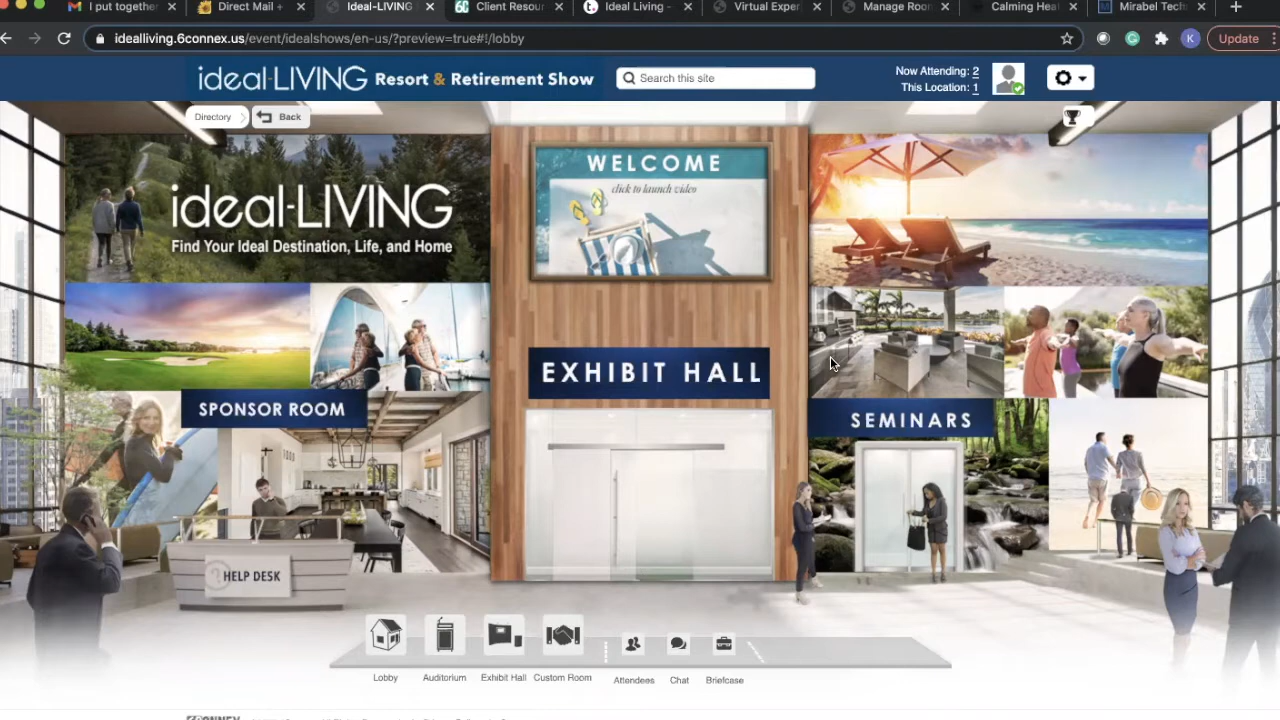 I put together
Direct Mail +
Ideal-LIVING
Client Resour
Ideal Living -
Virtual Exper
Manage Roon
Calming Heal
Mirabel Tech
idealliving.6connex.us/event/idealshows/en-us/?preview=true#!/lobby
K
Update
ideal-LIVING Resort & Retirement Show
Search this site
Now Attending: 2
This Location: 1
Directory
Back
ideal-LIVING
Find Your Ideal Destination, Life, and Home
WELCOME
click to launch video
EXHIBIT HALL
SPONSOR ROOM
SEMINARS
? HELP DESK
Lobby
Auditorium
Exhibit Hall
Custom Room
Attendees
Chat
Briefcase